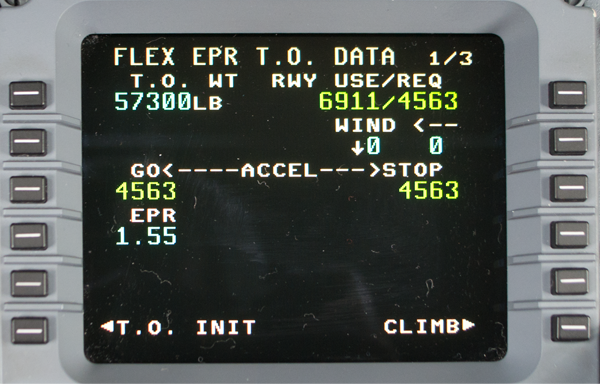 FLEX EPR T.O. DATA 1/3
T.O. WT RWY USE/REQ
57300LB 6911/4563
WIND <--
↓0 0
GO<----ACCEL--->STOP
4563 4563
EPR
1.55
◀T.O. INIT CLIMB▶